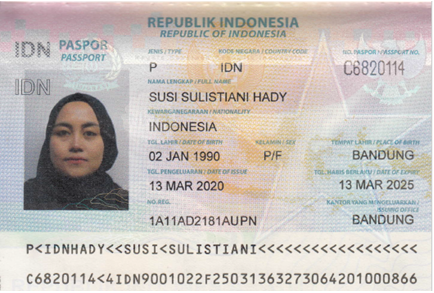 REPUBLIK INDONESIA
REPUBLIC OF INDONESIA
IDN PASPOR
PASSPORT
JENIS / TYPE KODE NEGARA / COUNTRY CODE NO. PASPOR / PASSPORT NO.
P IDN C6820114
IDN
NAMA LENGKAP / FULL NAME
SUSI SULISTIANI HADY
KEWARGANEGARAAN / NATIONALITY
INDONESIA
TGL. LAHIR / DATE OF BIRTH KELAMIN / SEX TEMPAT LAHIR / PLACE OF BIRTH
02 JAN 1990 P/F BANDUNG
TGL. PENGELUARAN / DATE OF ISSUE TGL. HABIS BERLAKU / DATE OF EXPIRY
13 MAR 2020 13 MAR 2025
NO. REG. KANTOR YANG MENGELUARKAN /
ISSUING OFFICE
1A11AD2181AUPN BANDUNG
P<IDNHADY<<SUSI<SULISTIANI<<<<<<<<<<<<<<<<<<
C6820114<4IDN9001022F25031363273064201000866